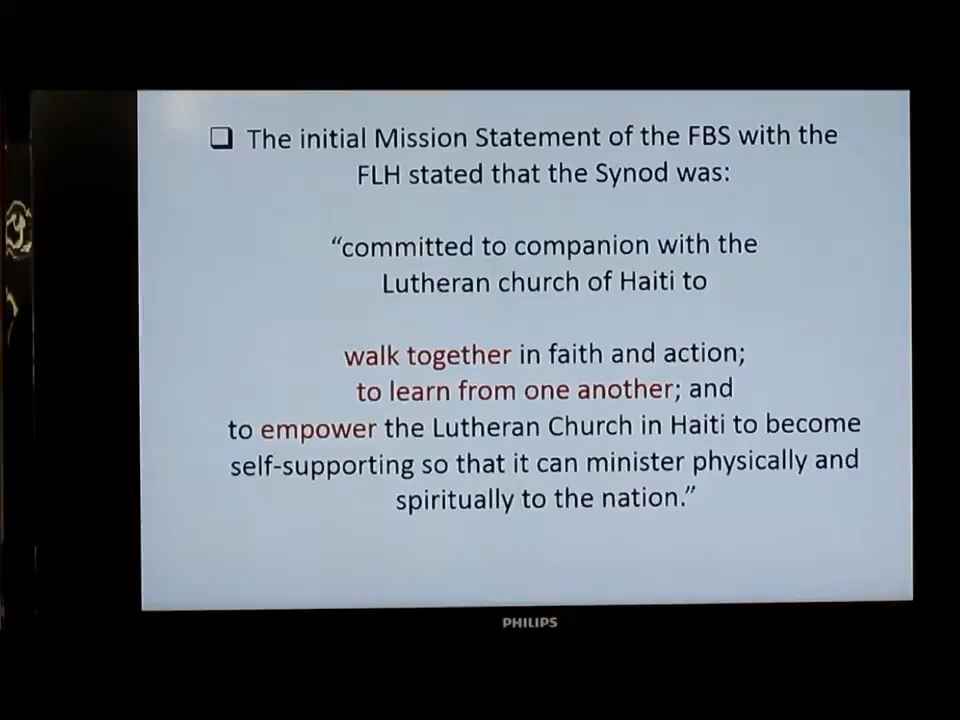 ❑ The initial Mission Statement of the FBS with the
FLH stated that the Synod was:
“committed to companion with the
Lutheran church of Haiti to
walk together in faith and action;
to learn from one another; and
to empower the Lutheran Church in Haiti to become
self-supporting so that it can minister physically and
spiritually to the nation.”
PHILIPS